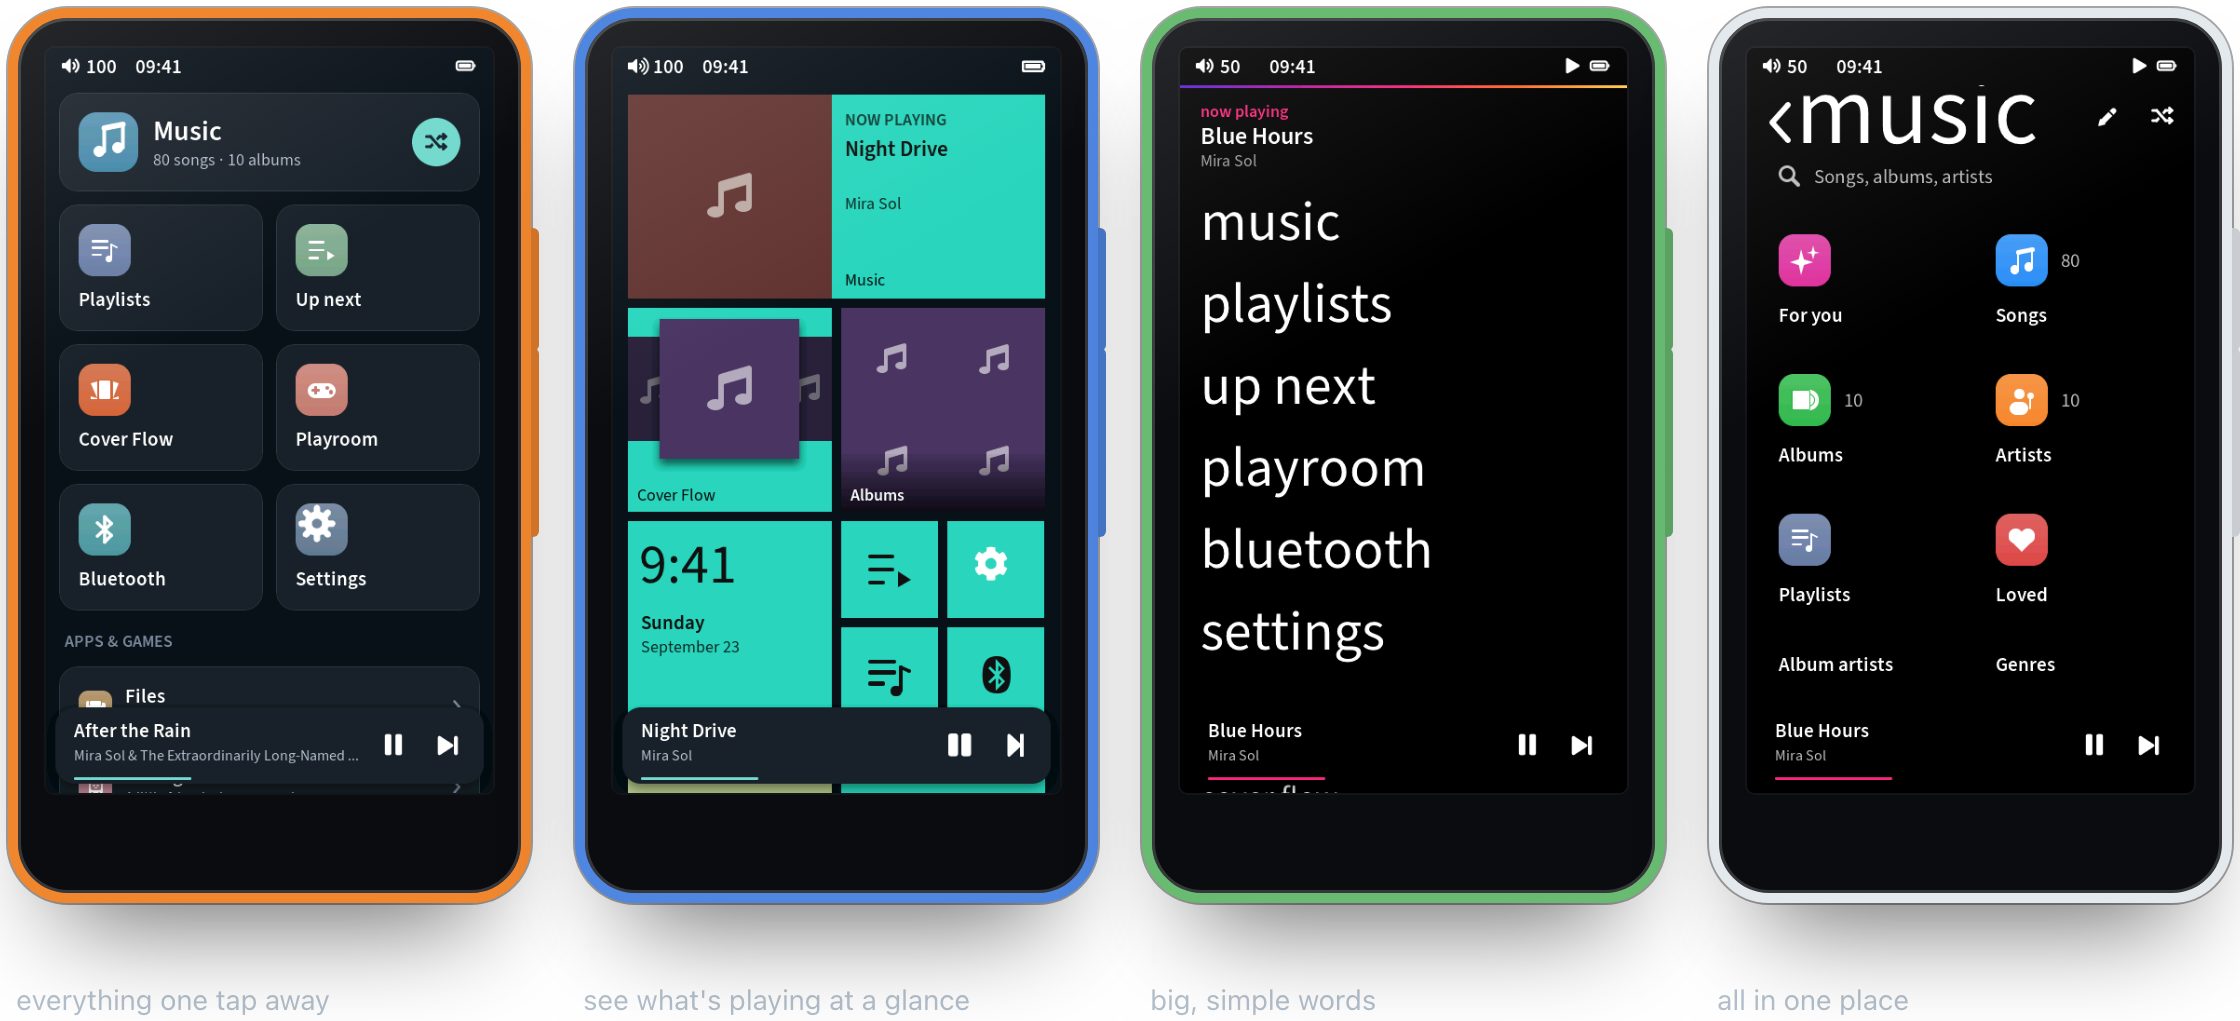 100 09:41
Music
80 songs · 10 albums
Playlists
Up next
Cover Flow
Playroom
Bluetooth
Settings
APPS & GAMES
Files
After the Rain
Mira Sol & The Extraordinarily Long-Named ...
everything one tap away
100 09:41
NOW PLAYING
Night Drive
Mira Sol
Music
Cover Flow
Albums
9:41
Sunday
September 23
Night Drive
Mira Sol
see what's playing at a glance
50 09:41
now playing
Blue Hours
Mira Sol
music
playlists
up next
playroom
bluetooth
settings
Blue Hours
Mira Sol
big, simple words
50 09:41
music
Songs, albums, artists
For you
80
Songs
10
Albums
10
Artists
Playlists
Loved
Album artists
Genres
Blue Hours
Mira Sol
all in one place